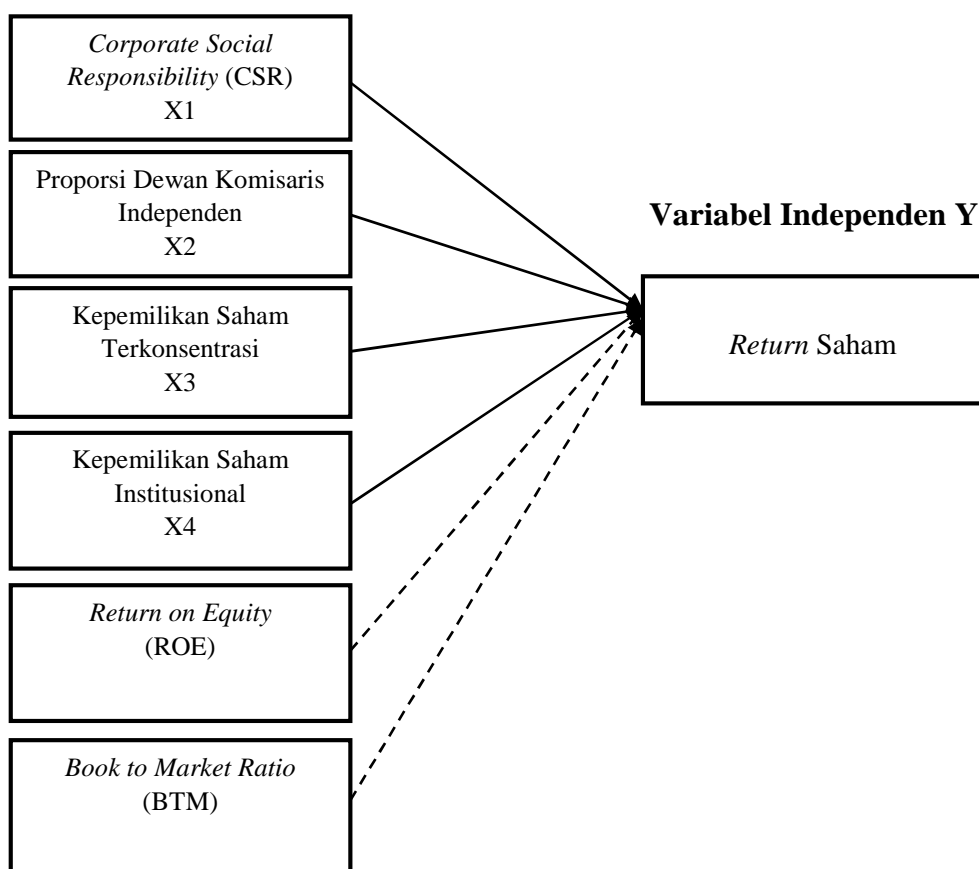 Corporate Social
Responsibility (CSR)
X1
Proporsi Dewan Komisaris
Independen
X2
Variabel Independen Y
Kepemilikan Saham
Terkonsentrasi
X3
Return Saham
Kepemilikan Saham
Institusional
X4
Return on Equity
(ROE)
Book to Market Ratio
(BTM)